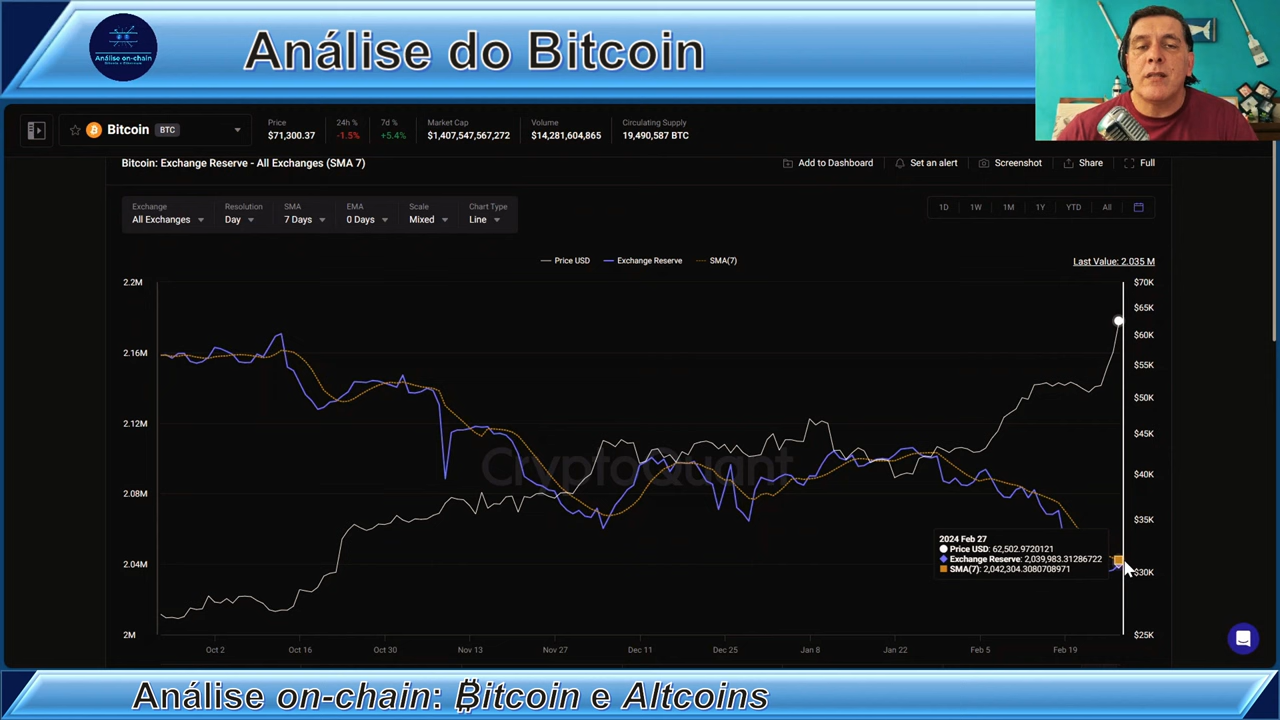 Análise do Bitcoin
Análise on-chain
Bitcoin e Ethereum
Bitcoin BTC
Price
$71,300.37
24h %
-1.5%
7d %
+5.4%
Market Cap
$1,407,547,567,272
Volume
$14,281,604,865
Circulating Supply
19,490,587 BTC
Bitcoin: Exchange Reserve - All Exchanges (SMA 7)
Add to Dashboard
Set an alert
Screenshot
Share
Full
Exchange
All Exchanges
Resolution
Day
SMA
7 Days
EMA
0 Days
Scale
Mixed
Chart Type
Line
1D 1W 1M 1Y YTD All
Price USD Exchange Reserve SMA(7)
Last Value: 2.035 M
2.2M
2.16M
2.12M
2.08M
2.04M
2M
$70K
$65K
$60K
$55K
$50K
$45K
$40K
$35K
$30K
$25K
CryptoQuant
2024 Feb 27
Price USD: 62,502.9720121
Exchange Reserve: 2,039,983.31286722
SMA(7): 2,042,304.3080708971
Oct 2 Oct 16 Oct 30 Nov 13 Nov 27 Dec 11 Dec 25 Jan 8 Jan 22 Feb 5 Feb 19
Análise on-chain: ₿itcoin e Altcoins